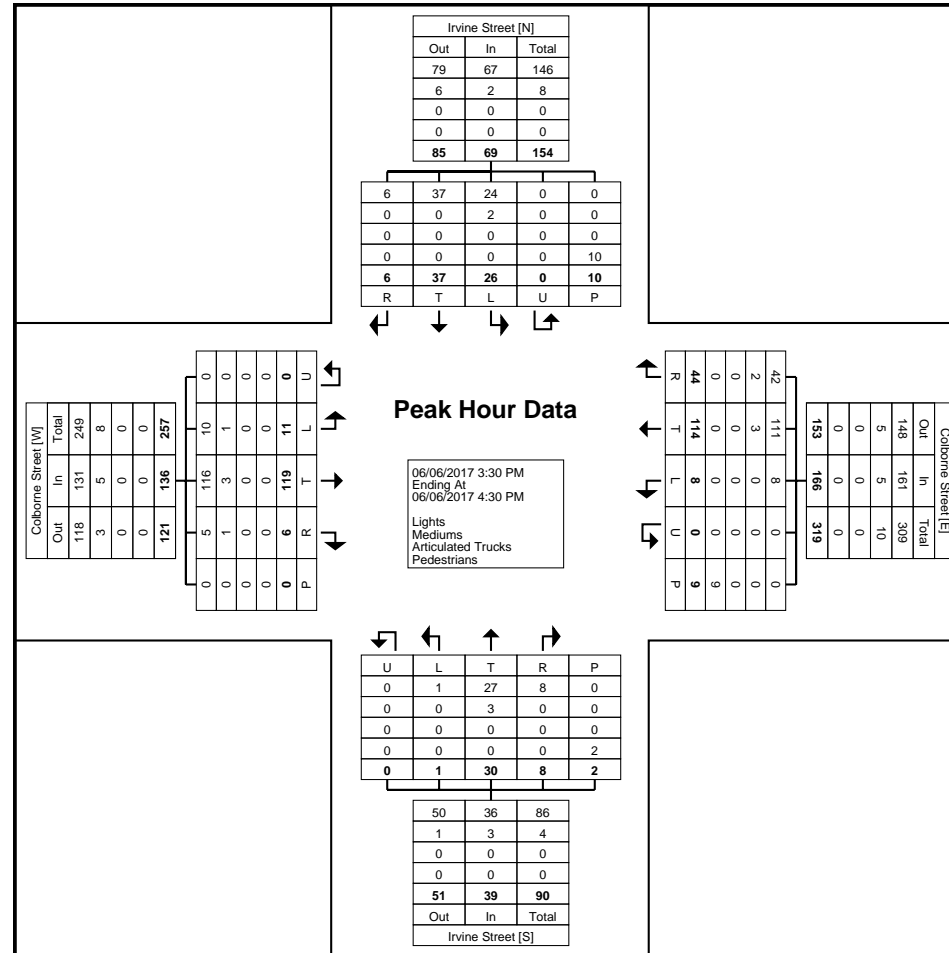 Irvine Street [N]
Out In Total
79 67 146
6 2 8
0 0 0
0 0 0
85 69 154
6 37 24 0 0
0 0 2 0 0
0 0 0 0 0
0 0 0 0 10
6 37 26 0 10
R T L U P
Colborne Street [W]
Total 249 8 0 0 257
In 131 5 0 0 136
Out 118 3 0 0 121
0 0 0 0 0 U
10 1 0 0 11 L
116 3 0 0 119 T
5 1 0 0 6 R
0 0 0 0 0 P
Peak Hour Data
06/06/2017 3:30 PM
Ending At
06/06/2017 4:30 PM
Lights
Mediums
Articulated Trucks
Pedestrians
R 44 0 0 2 42
T 114 0 0 3 111
L 8 0 0 0 8
U 0 0 0 0 0
P 9 9 0 0 0
153 0 0 5 148 Out
166 0 0 5 161 In
319 0 0 10 309 Total
Colborne Street [E]
U L T R P
0 1 27 8 0
0 0 3 0 0
0 0 0 0 0
0 0 0 0 2
0 1 30 8 2
50 36 86
1 3 4
0 0 0
0 0 0
51 39 90
Out In Total
Irvine Street [S]